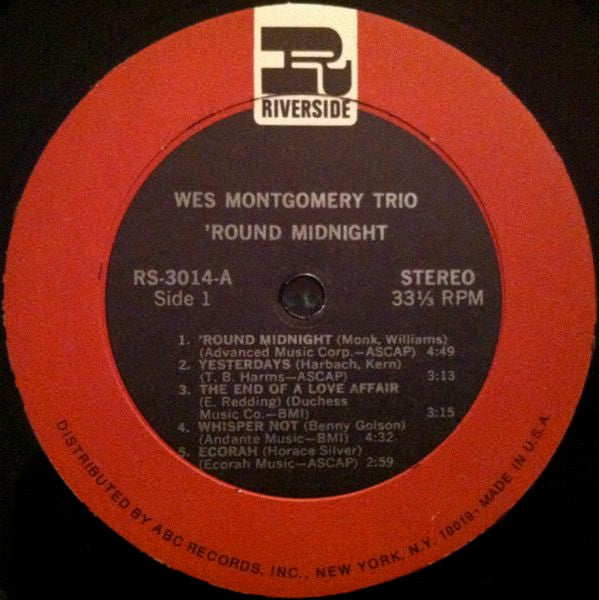 R
RIVERSIDE
WES MONTGOMERY TRIO
'ROUND MIDNIGHT
RS-3014-A STEREO
Side 1 33⅓ RPM
1. 'ROUND MIDNIGHT (Monk, Williams)
(Advanced Music Corp.—ASCAP) 4:49
2. YESTERDAYS (Harbach, Kern)
(T. B. Harms—ASCAP) 3:13
3. THE END OF A LOVE AFFAIR
(E. Redding) (Duchess
Music Co.—BMI) 3:15
4. WHISPER NOT (Benny Golson)
(Andante Music—BMI) 4:32
5. ECORAH (Horace Silver)
(Ecorah Music—ASCAP) 2:59
DISTRIBUTED BY ABC RECORDS, INC., NEW YORK, N.Y. 10019 - MADE IN U.S.A.